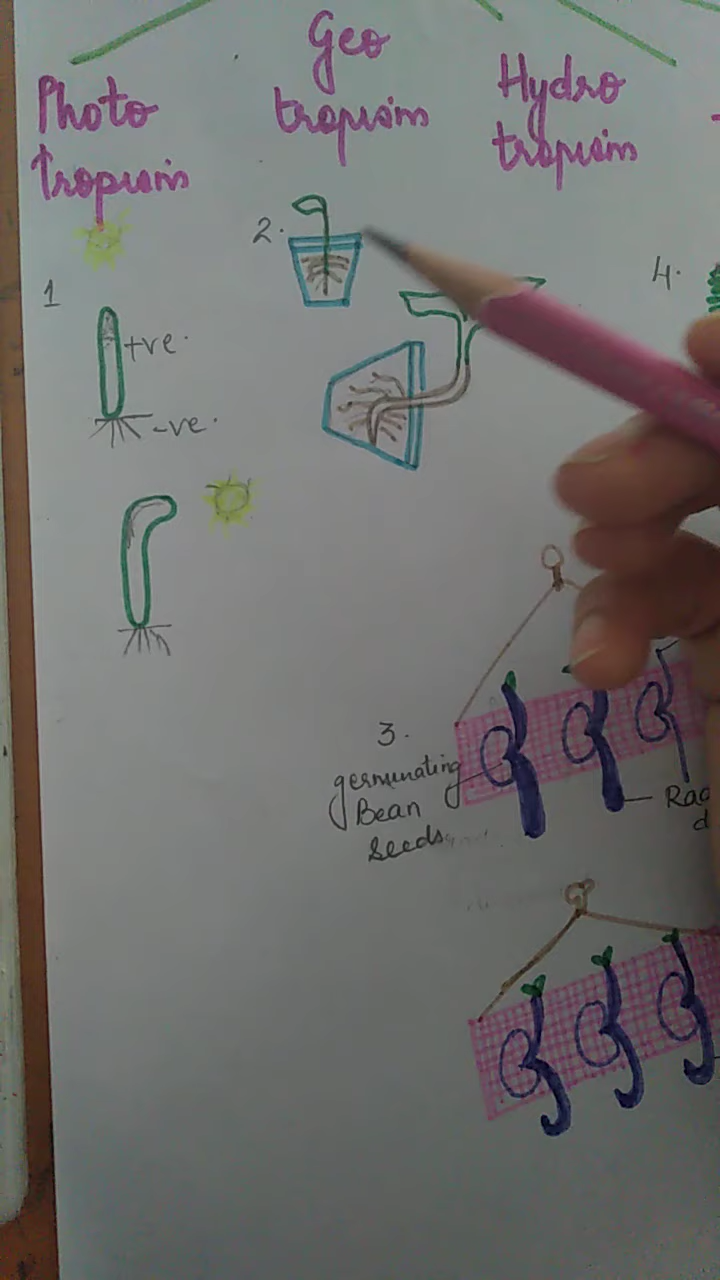 Photo
Tropism
Geo
tropism
Hydro
tropism
1
+ve.
-ve.
2.
4.
3.
germinating
Bean
Seeds